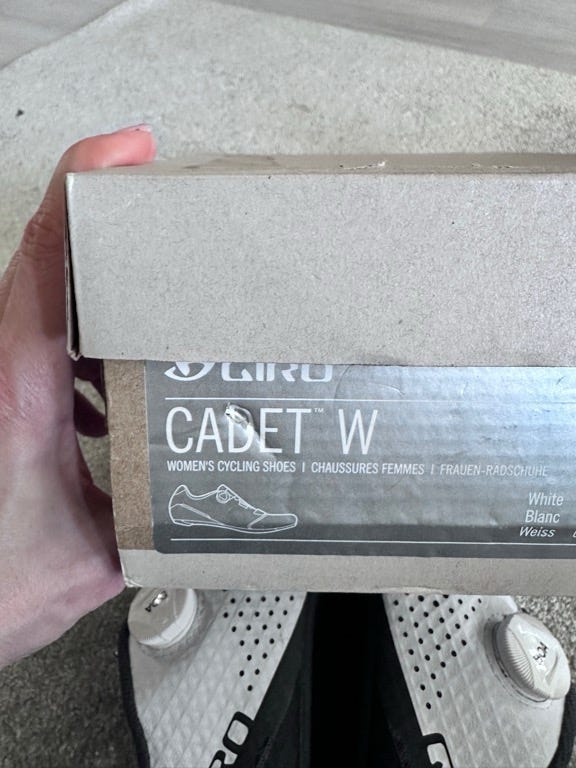 GIRO
CADET™ W
WOMEN'S CYCLING SHOES | CHAUSSURES FEMMES | FRAUEN-RADSCHUHE
White
Blanc
Weiss